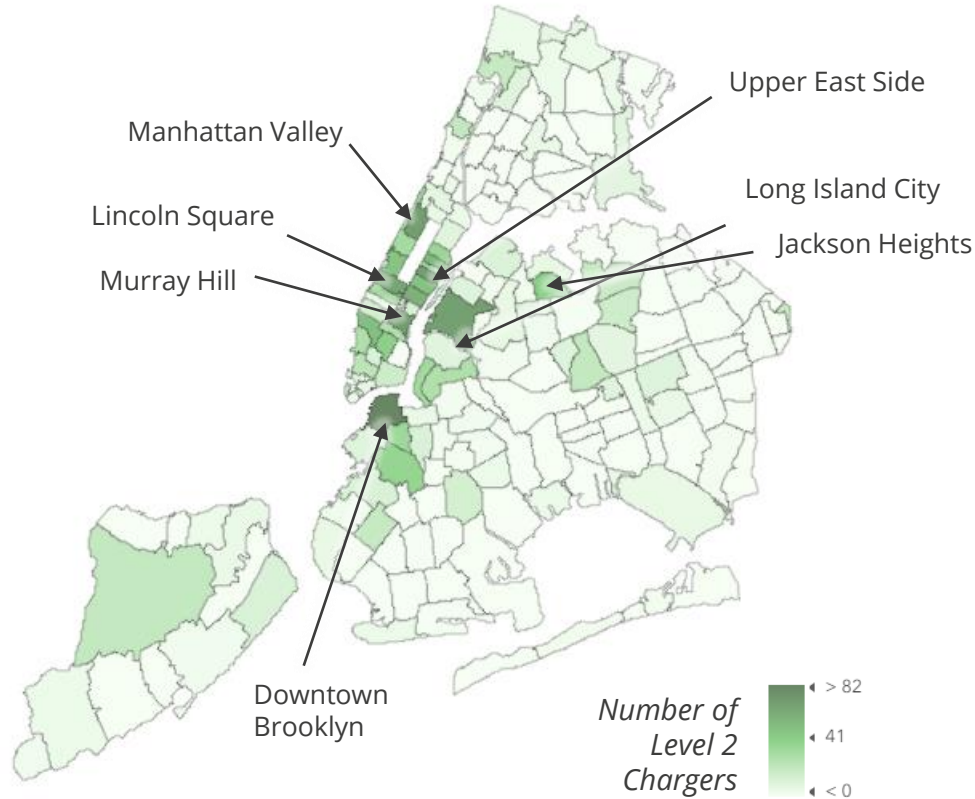 Upper East Side
Manhattan Valley
Long Island City
Lincoln Square
Jackson Heights
Murray Hill
Downtown
Brooklyn
Number of
Level 2
Chargers
> 82
41
< 0